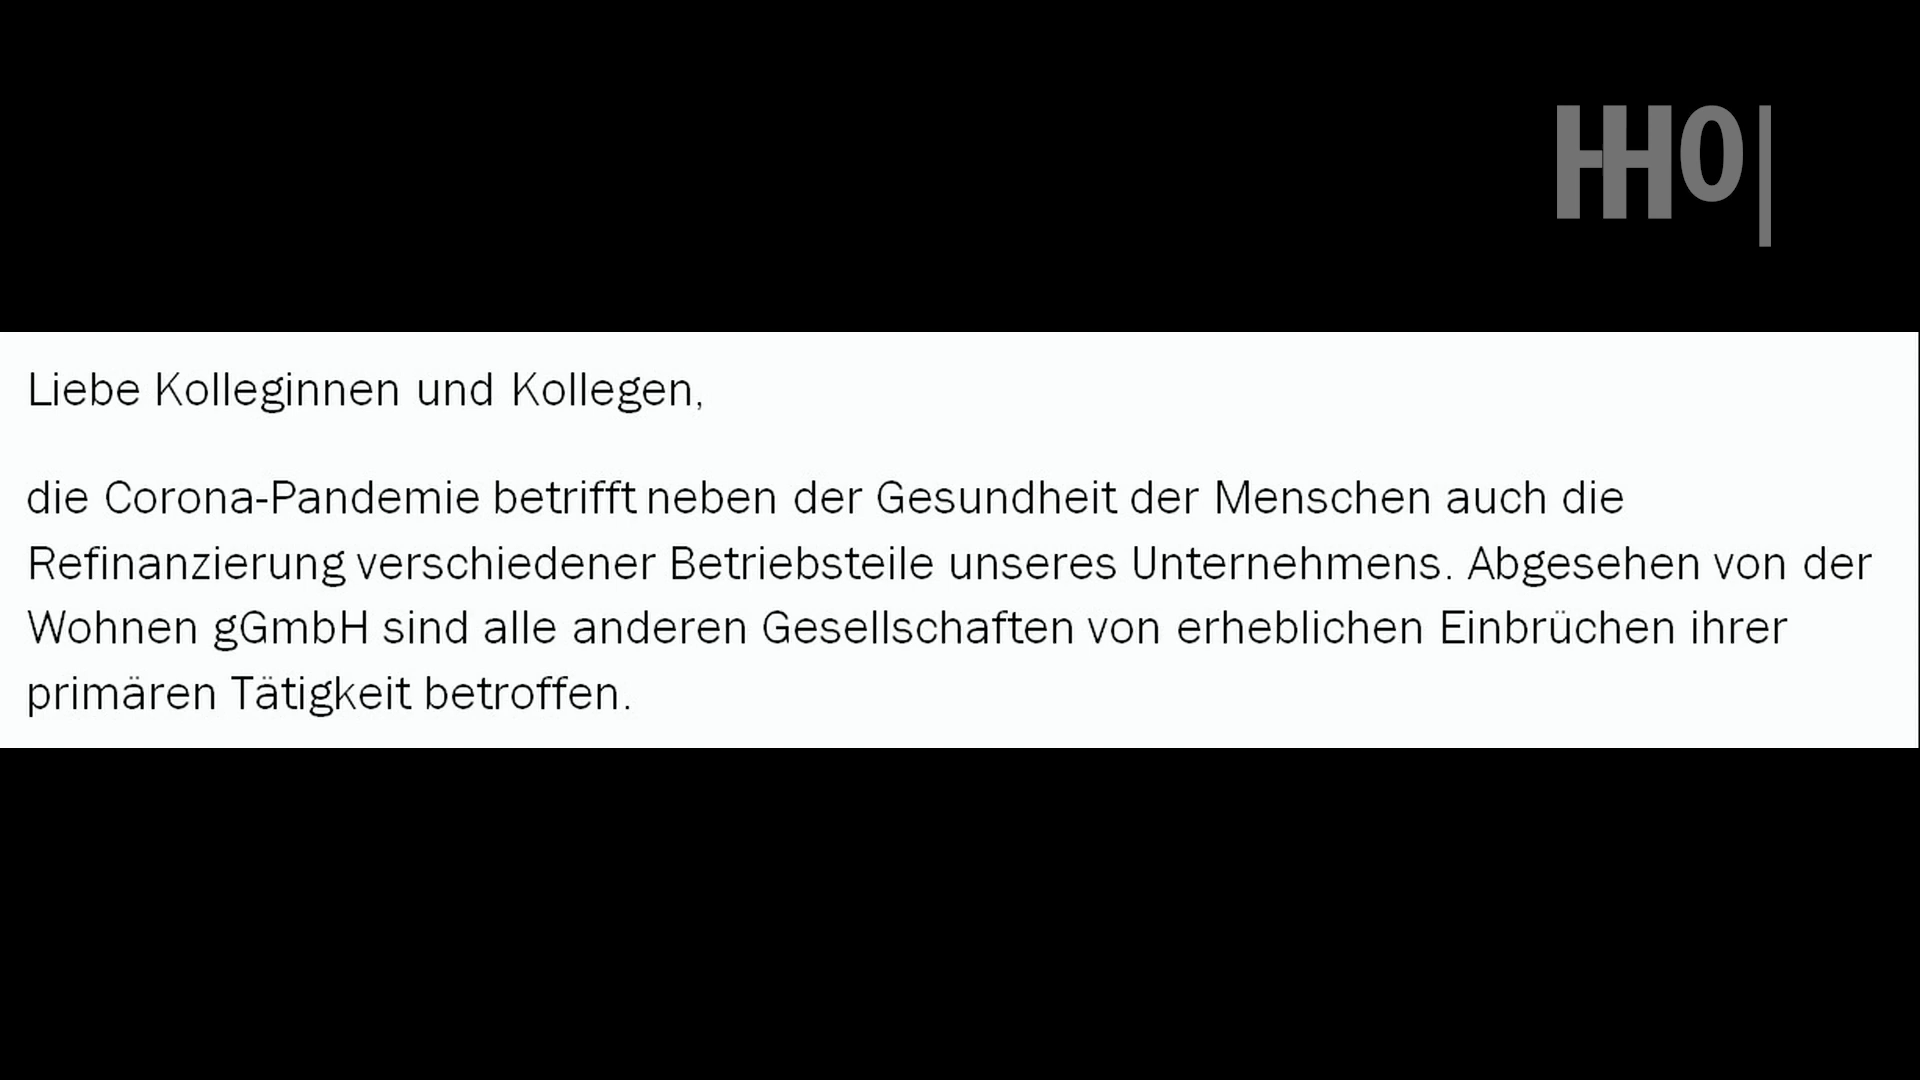 HHO
Liebe Kolleginnen und Kollegen,
die Corona-Pandemie betrifft neben der Gesundheit der Menschen auch die
Refinanzierung verschiedener Betriebsteile unseres Unternehmens. Abgesehen von der
Wohnen gGmbH sind alle anderen Gesellschaften von erheblichen Einbrüchen ihrer
primären Tätigkeit betroffen.